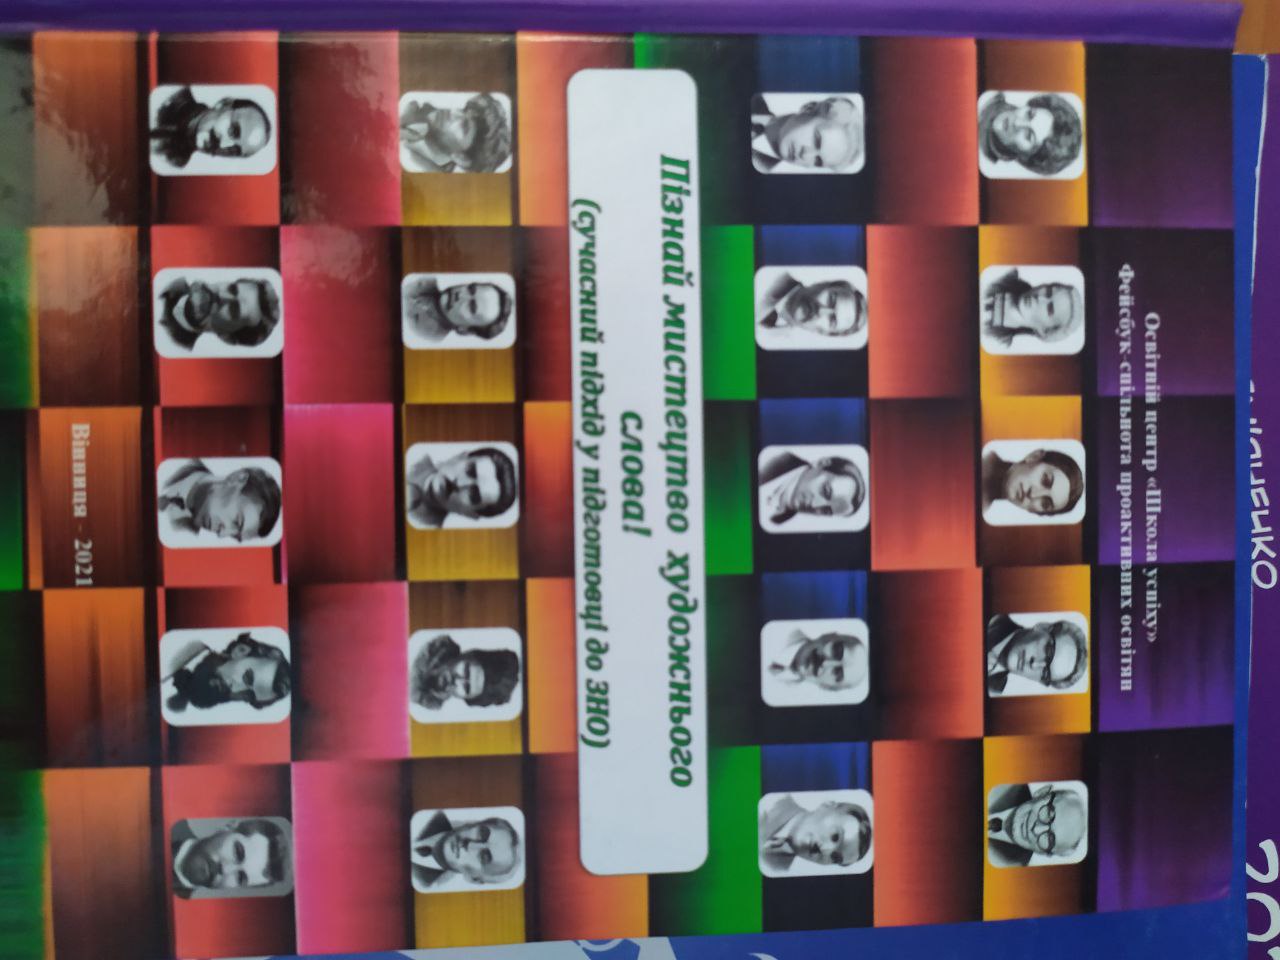 Освітній центр «Школа успіху»
Фейсбук-спільнота проактивних освітян
Пізнай мистецтво художнього
слова!
(сучасний підхід у підготовці до ЗНО)
Вінниця - 2021